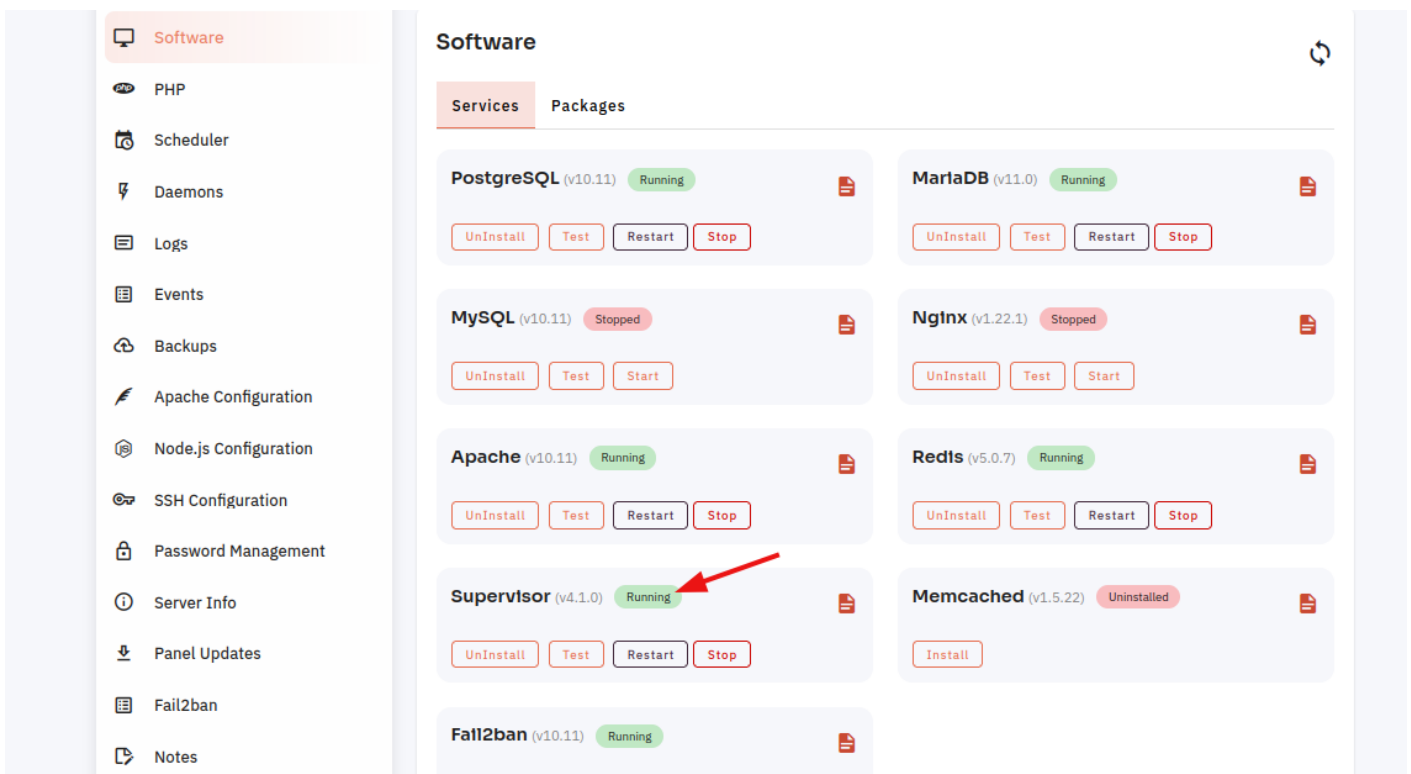 Software
PHP
Scheduler
Daemons
Logs
Events
Backups
Apache Configuration
Node.js Configuration
SSH Configuration
Password Management
Server Info
Panel Updates
Fail2ban
Notes
Software
Services Packages
PostgreSQL (v10.11) Running
UnInstall Test Restart Stop
MariaDB (v11.0) Running
UnInstall Test Restart Stop
MySQL (v10.11) Stopped
UnInstall Test Start
Nginx (v1.22.1) Stopped
UnInstall Test Start
Apache (v10.11) Running
UnInstall Test Restart Stop
Redis (v5.0.7) Running
UnInstall Test Restart Stop
Supervisor (v4.1.0) Running
UnInstall Test Restart Stop
Memcached (v1.5.22) Uninstalled
Install
Fail2ban (v10.11) Running